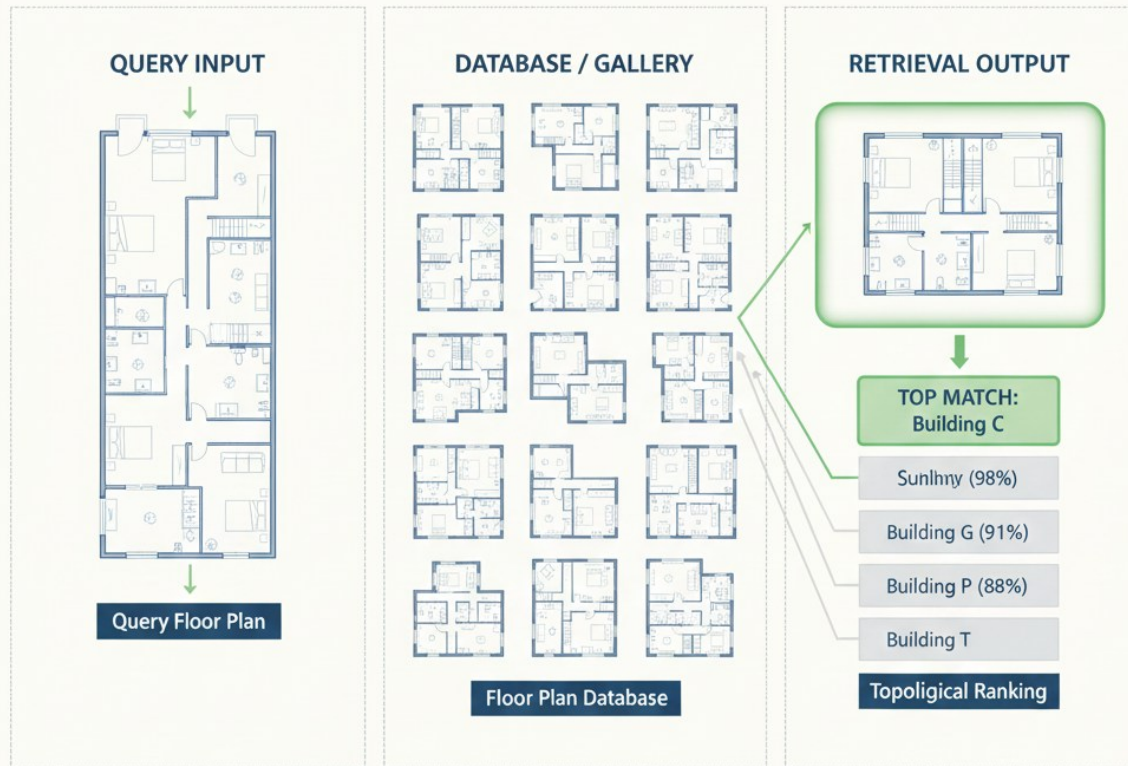 QUERY INPUT
Query Floor Plan
DATABASE / GALLERY
Floor Plan Database
RETRIEVAL OUTPUT
TOP MATCH:
Building C
(98%)
Building G (91%)
Building P (88%)
Building T
Topoligical Ranking